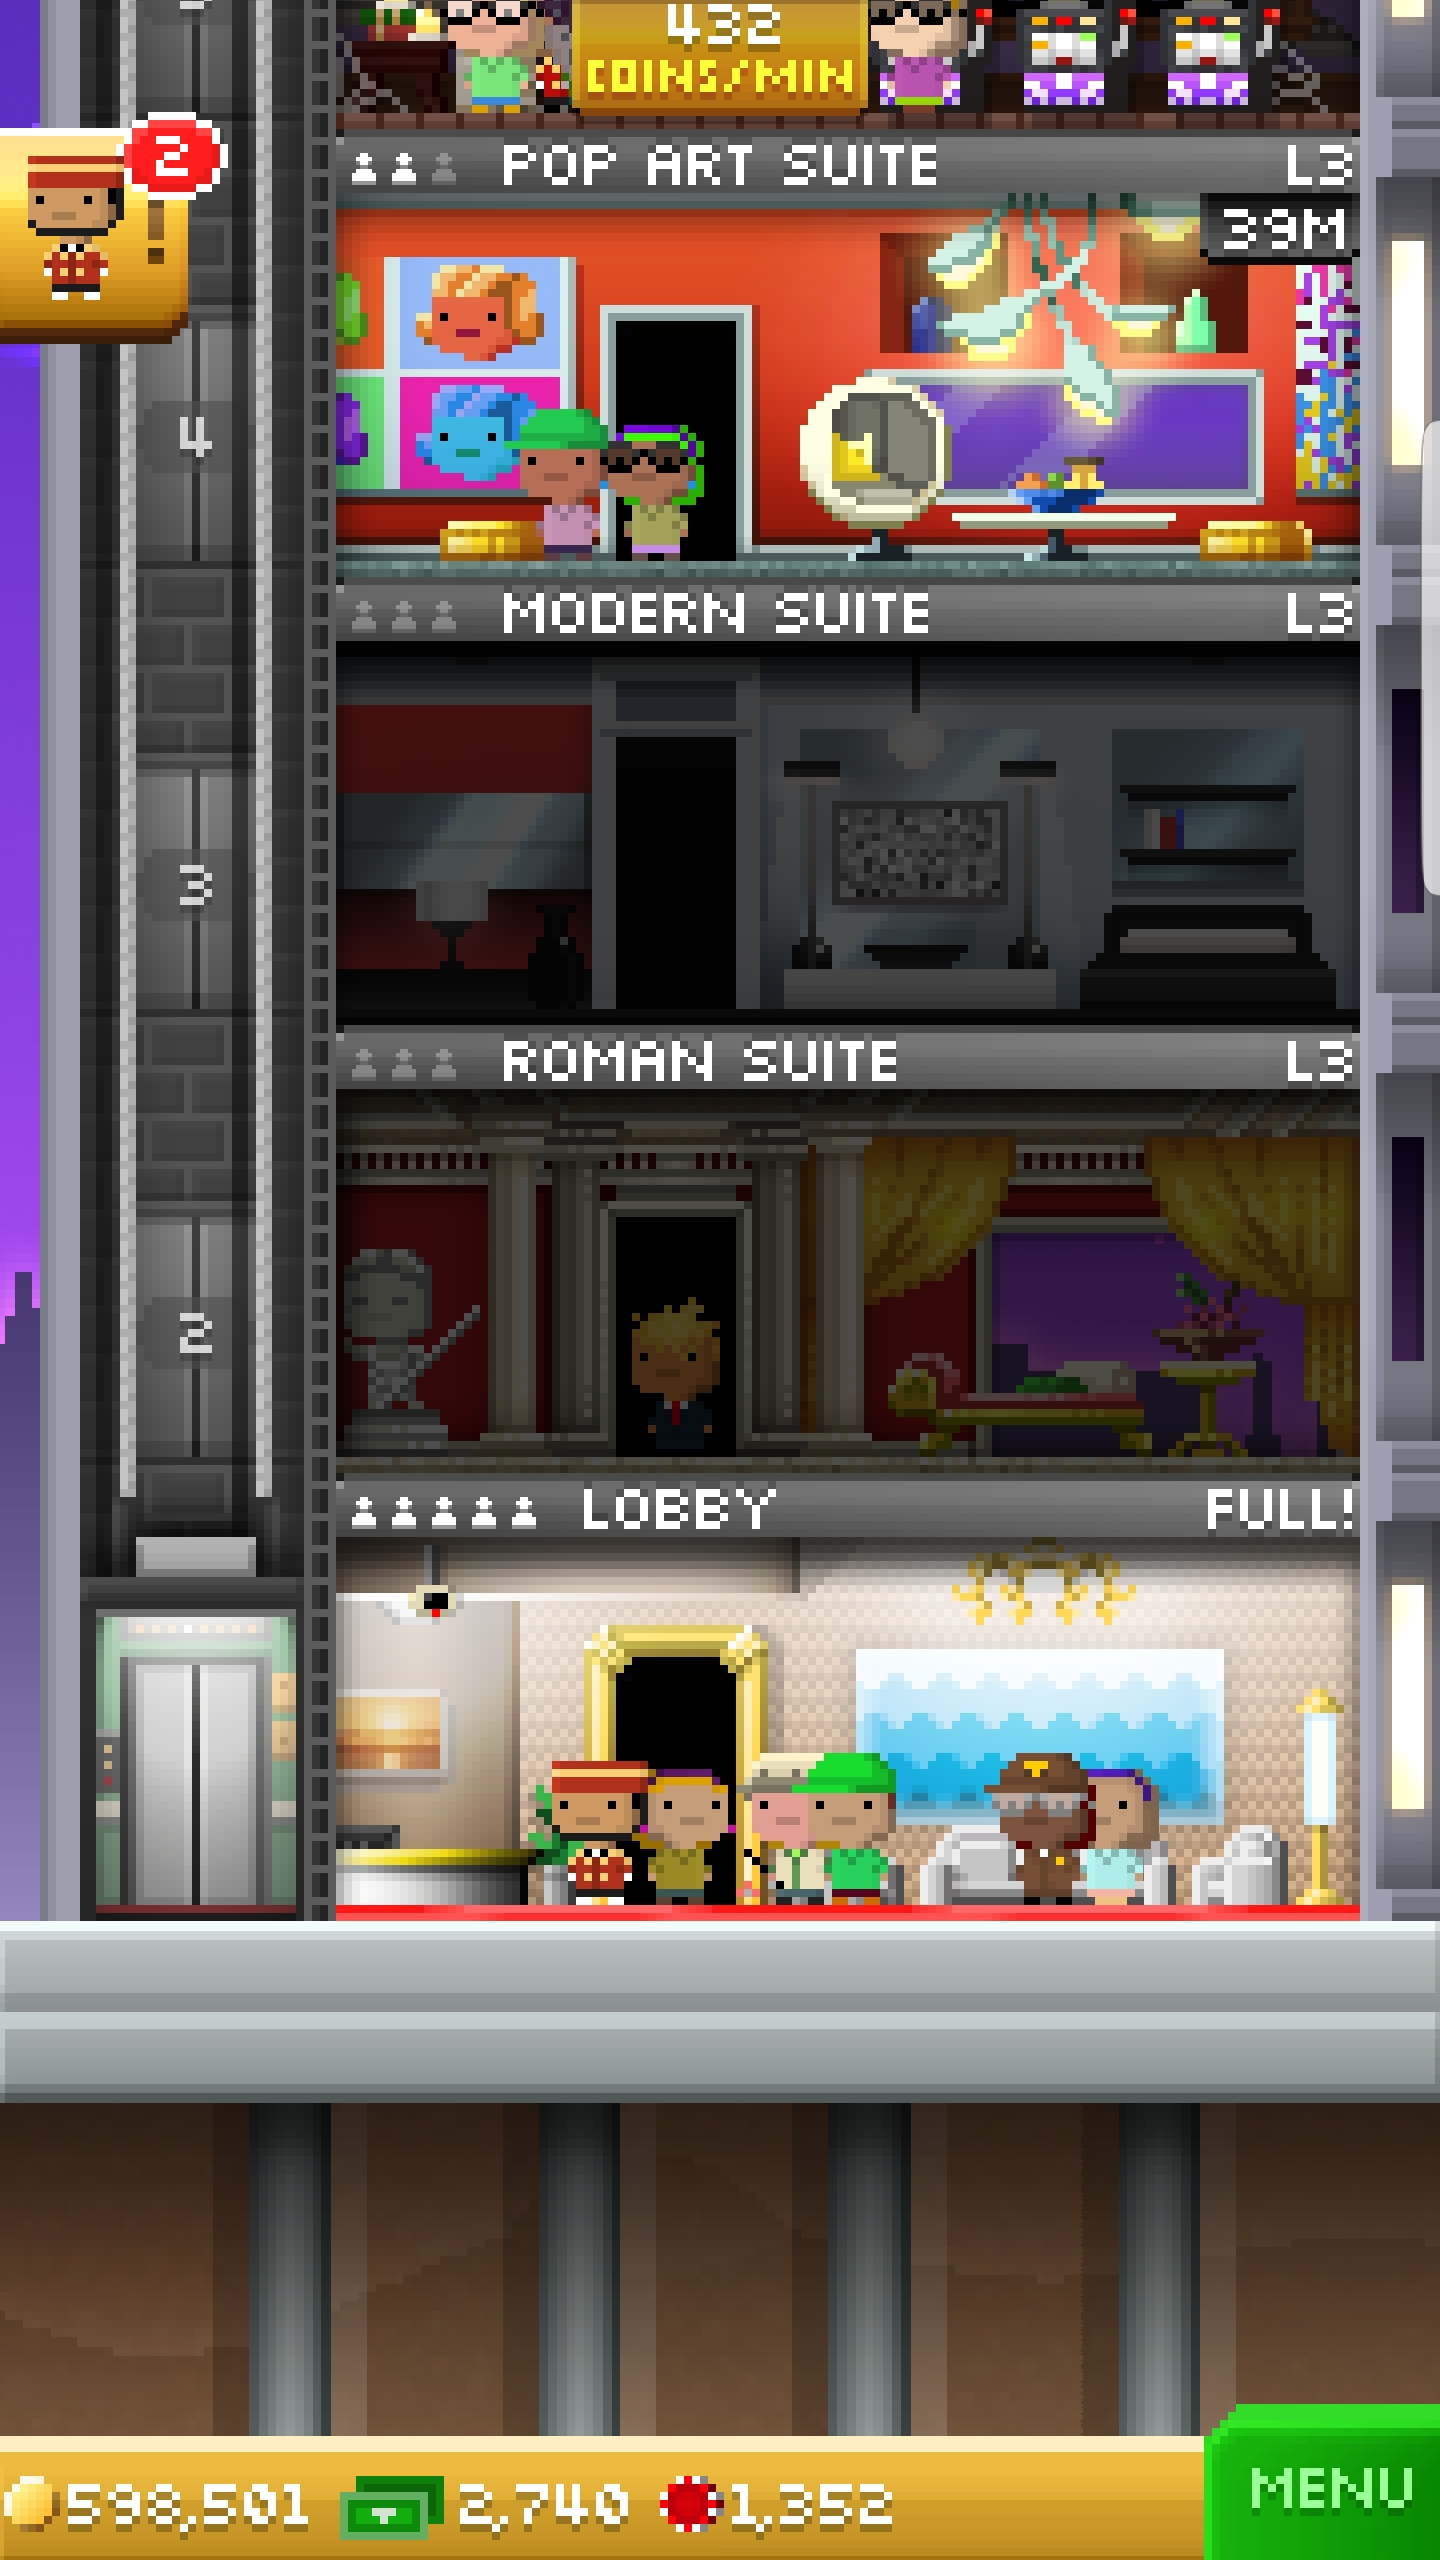 432
COINS/MIN
2
!
POP ART SUITE L3
39M
4
MODERN SUITE L3
3
ROMAN SUITE L3
2
LOBBY FULL!
598,501 2,740 1,352
MENU